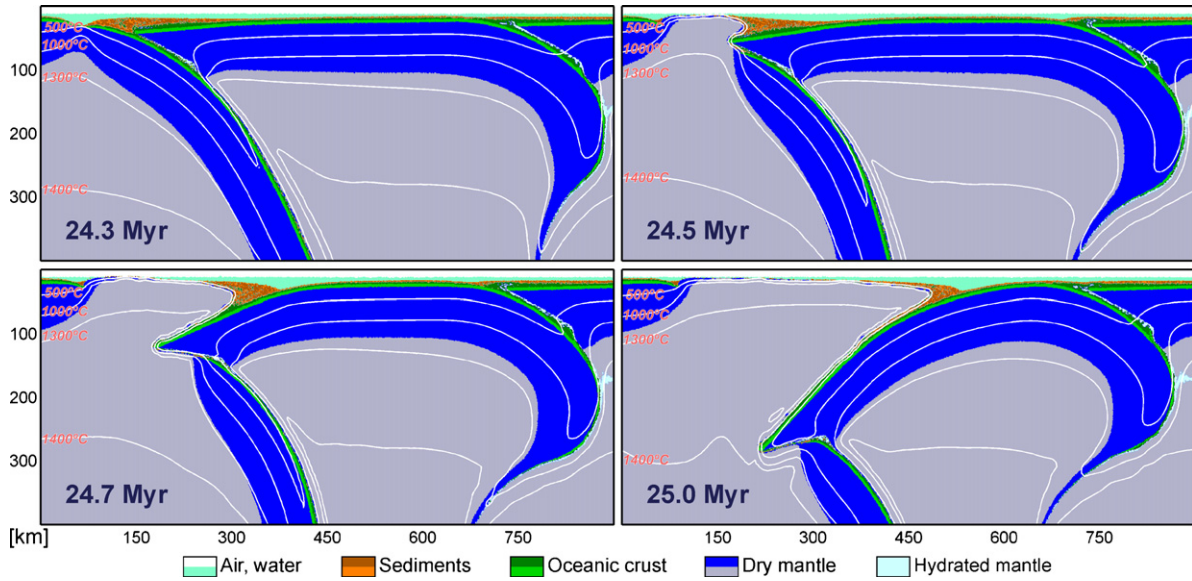 500°C
1000°C
1300°C
100
200
300
1400°C
24.3 Myr
500°C
1000°C
1300°C
1400°C
24.5 Myr
500°C
1000°C
1300°C
100
200
300
1400°C
24.7 Myr
500°C
1000°C
1300°C
1400°C
25.0 Myr
[km] 150 300 450 600 750 150 300 450 600 750
Air, water Sediments Oceanic crust Dry mantle Hydrated mantle